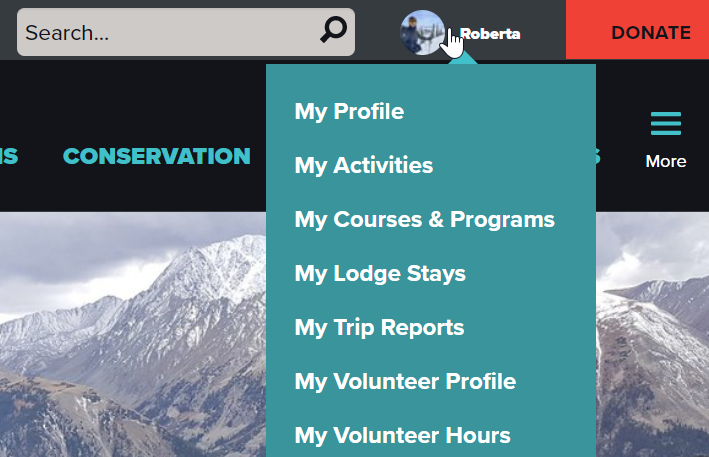 Search...
Roberta
DONATE
CONSERVATION
More
My Profile
My Activities
My Courses & Programs
My Lodge Stays
My Trip Reports
My Volunteer Profile
My Volunteer Hours